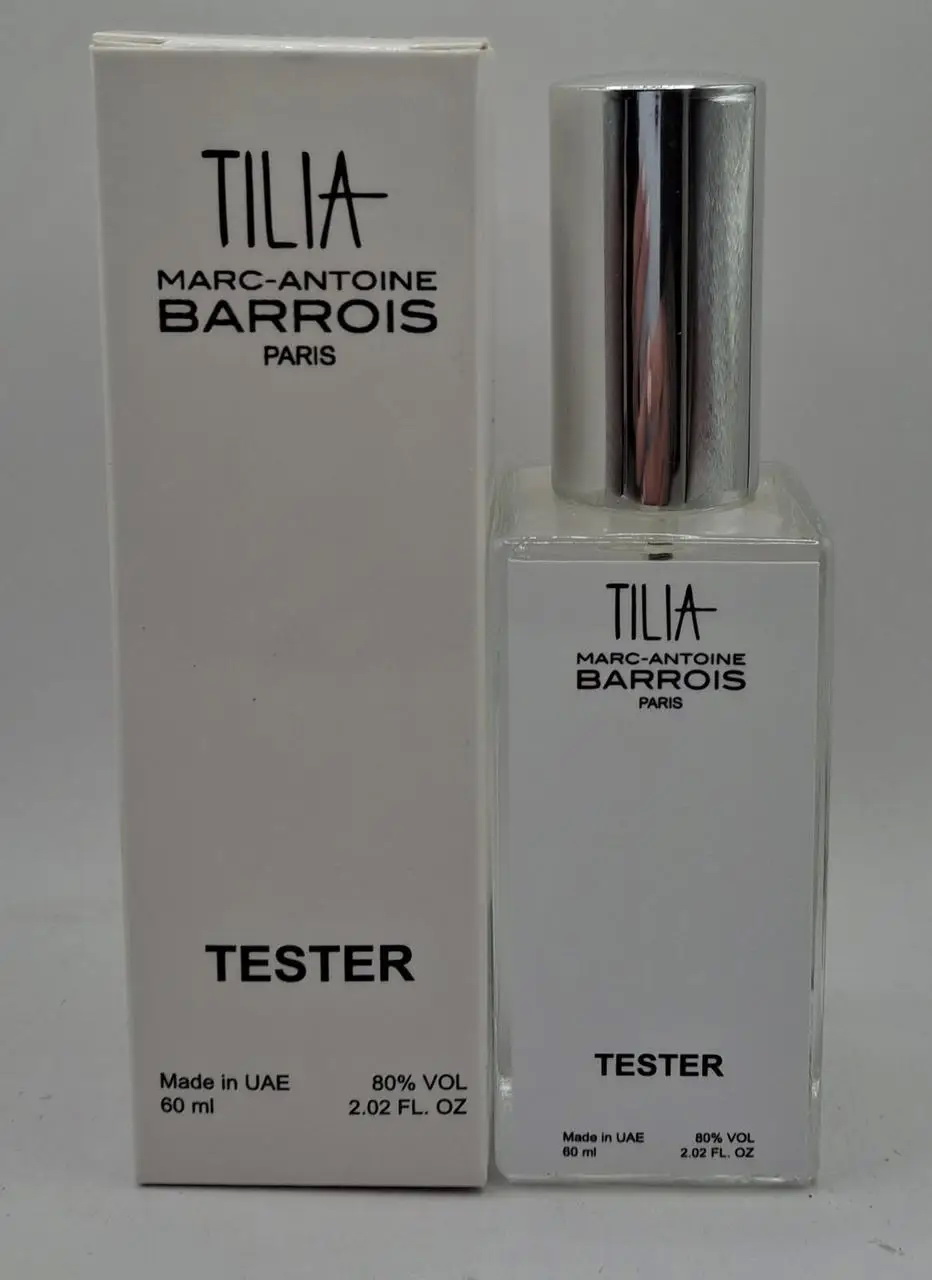 TILIA
MARC-ANTOINE
BARROIS
PARIS
TESTER
Made in UAE 80% VOL
60 ml 2.02 FL. OZ
TILIA
MARC-ANTOINE
BARROIS
PARIS
TESTER
Made in UAE 80% VOL
60 ml 2.02 FL. OZ